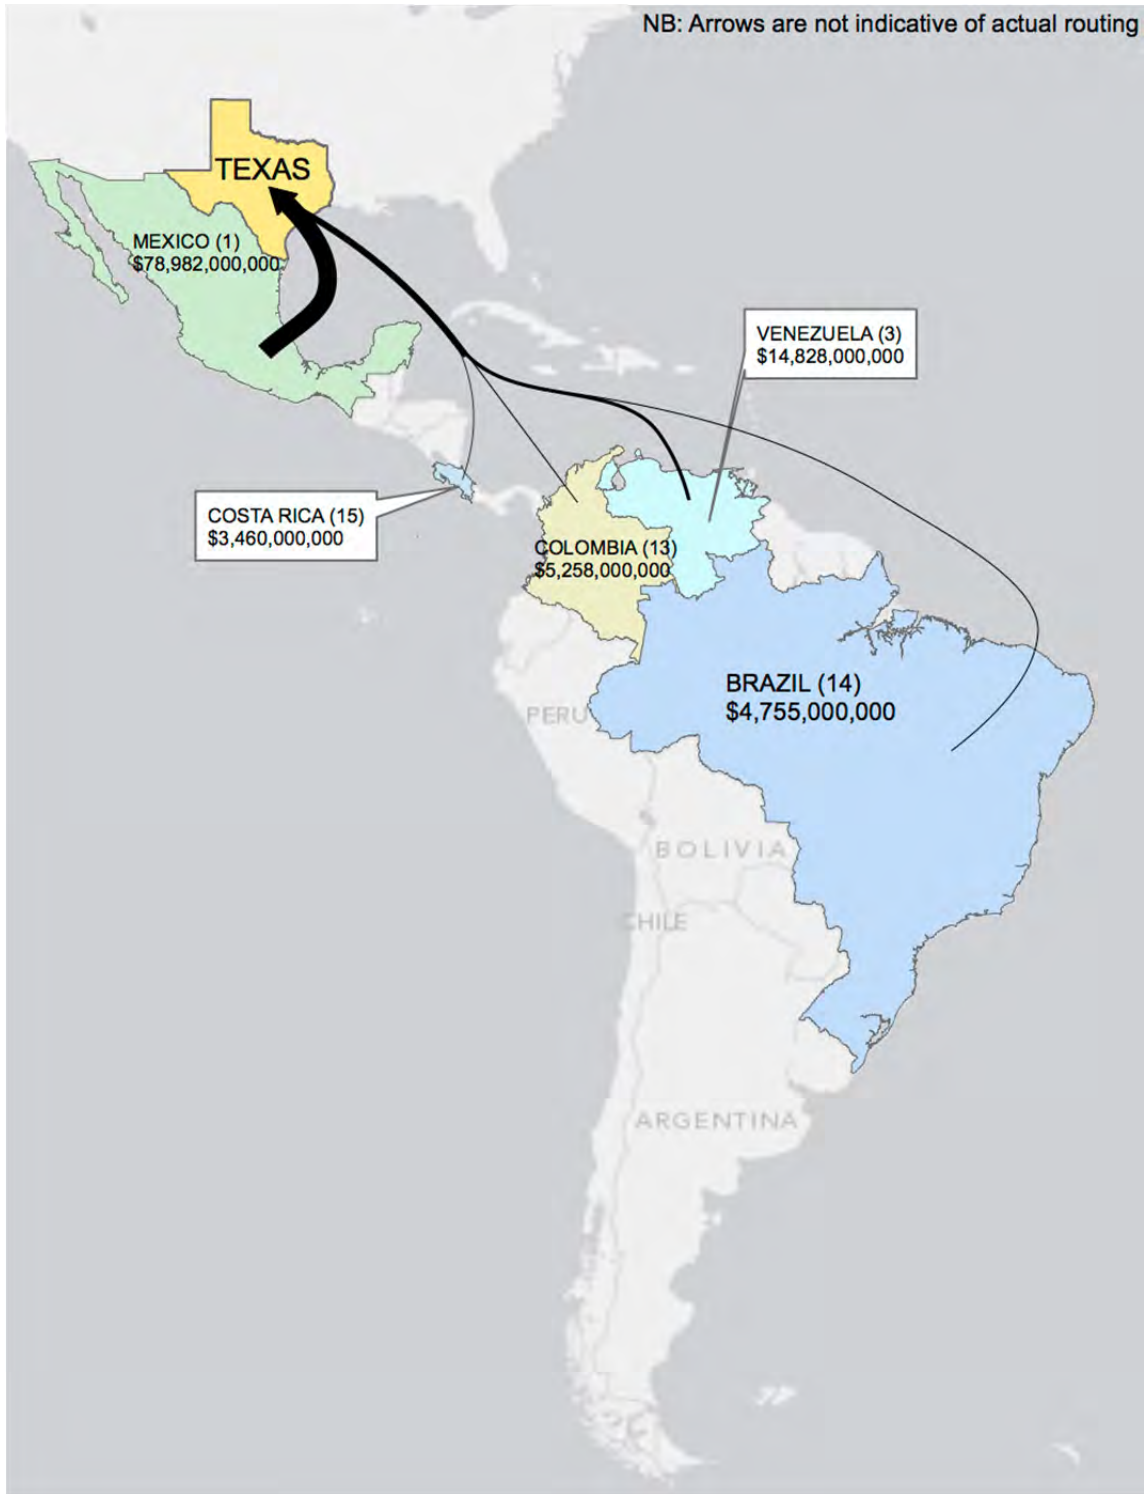 NB: Arrows are not indicative of actual routing
TEXAS
MEXICO (1)
$78,982,000,000
VENEZUELA (3)
$14,828,000,000
COSTA RICA (15)
$3,460,000,000
COLOMBIA (13)
$5,258,000,000
BRAZIL (14)
$4,755,000,000
PERU
BOLIVIA
CHILE
ARGENTINA